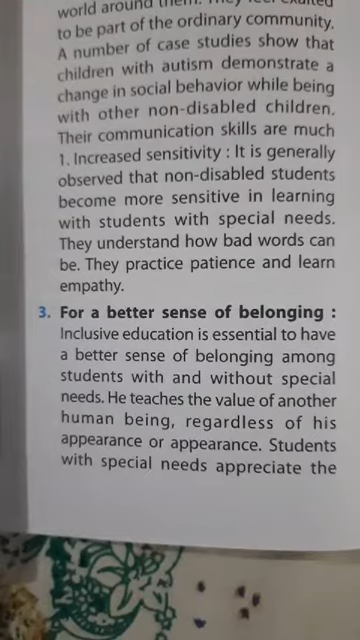 world around them. They feel exalted
to be part of the ordinary community.
A number of case studies show that
children with autism demonstrate a
change in social behavior while being
with other non-disabled children.
Their communication skills are much
1. Increased sensitivity : It is generally
observed that non-disabled students
become more sensitive in learning
with students with special needs.
They understand how bad words can
be. They practice patience and learn
empathy.
3. For a better sense of belonging :
Inclusive education is essential to have
a better sense of belonging among
students with and without special
needs. He teaches the value of another
human being, regardless of his
appearance or appearance. Students
with special needs appreciate the